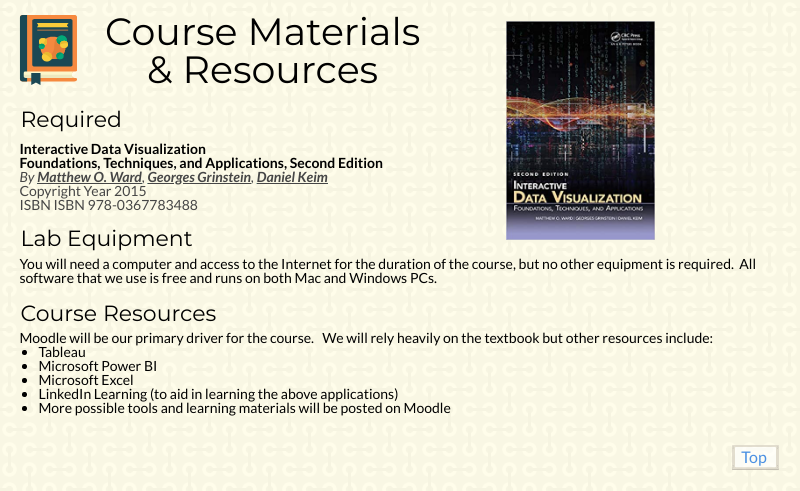 Course Materials
& Resources
Required
Interactive Data Visualization
Foundations, Techniques, and Applications, Second Edition
By Matthew O. Ward, Georges Grinstein, Daniel Keim
Copyright Year 2015
ISBN ISBN 978-0367783488
CRC Press
SECOND EDITION
INTERACTIVE
DATA VISUALIZATION
FOUNDATIONS, TECHNIQUES, AND APPLICATIONS
MATTHEW O. WARD | GEORGES GRINSTEIN | DANIEL KEIM
Lab Equipment
You will need a computer and access to the Internet for the duration of the course, but no other equipment is required. All
software that we use is free and runs on both Mac and Windows PCs.
Course Resources
Moodle will be our primary driver for the course. We will rely heavily on the textbook but other resources include:
• Tableau
• Microsoft Power BI
• Microsoft Excel
• LinkedIn Learning (to aid in learning the above applications)
• More possible tools and learning materials will be posted on Moodle
Top